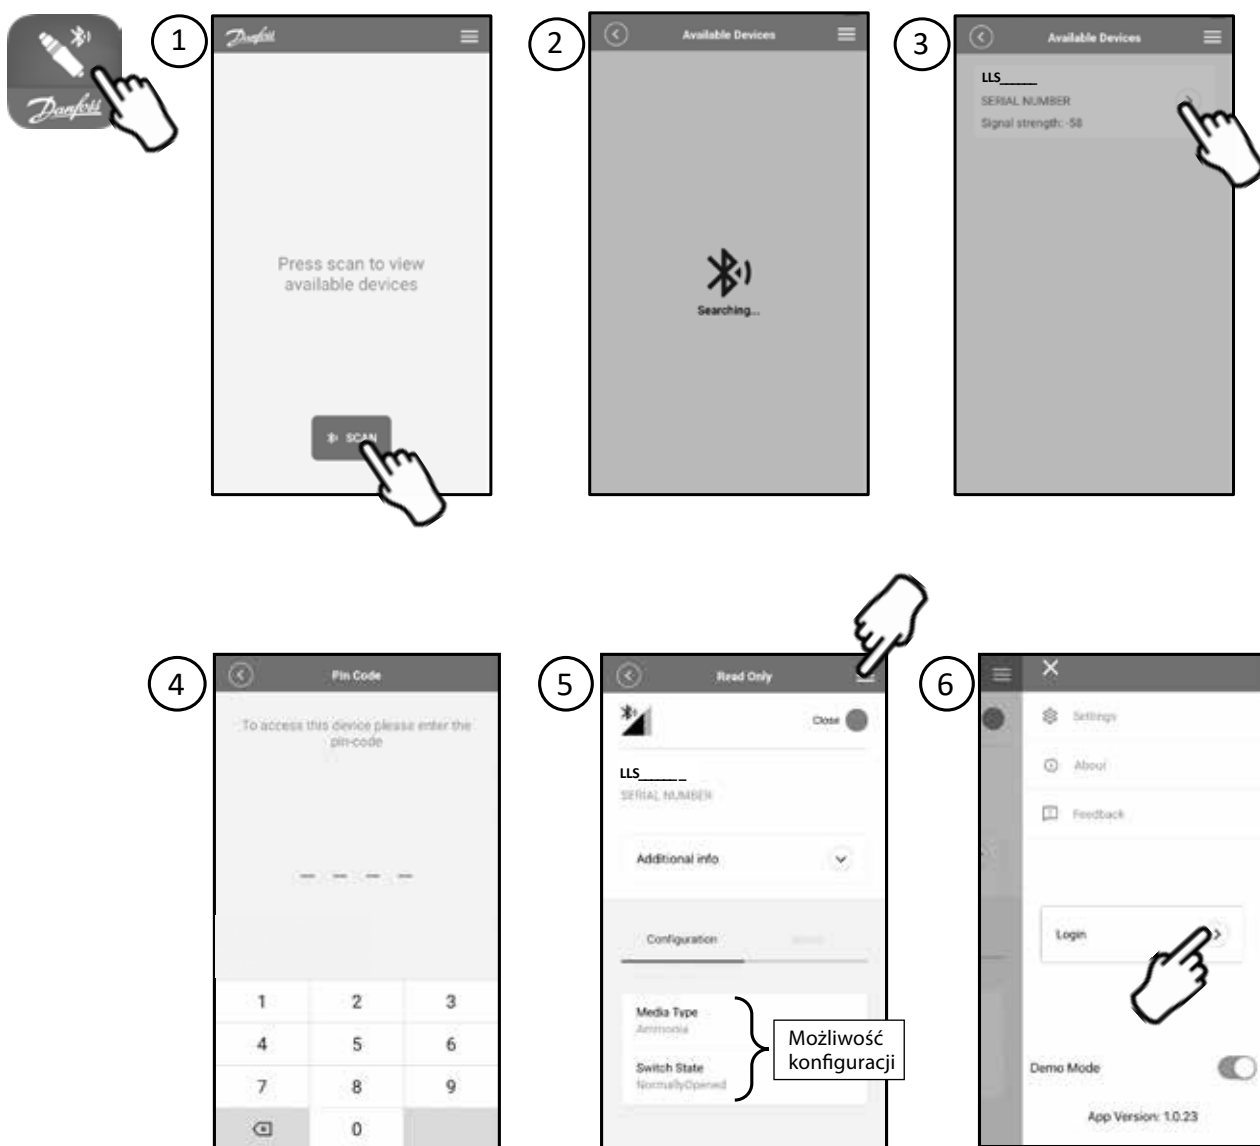 Danfoss
1
Danfoss
Press scan to view
available devices
SCAN
2
Available Devices
Searching...
3
Available Devices
LLS______
SERIAL NUMBER
Signal strength: -58
4
Pin Code
To access this device please enter the
pin-code
1 2 3
4 5 6
7 8 9
0
5
Read Only
Close
LLS_______
SERIAL NUMBER
Additional info
Configuration
Media Type
Ammonia
Switch State
NormallyOpened
Możliwość
konfiguracji
6
Settings
About
Feedback
Login
Demo Mode
App Version: 1.0.23